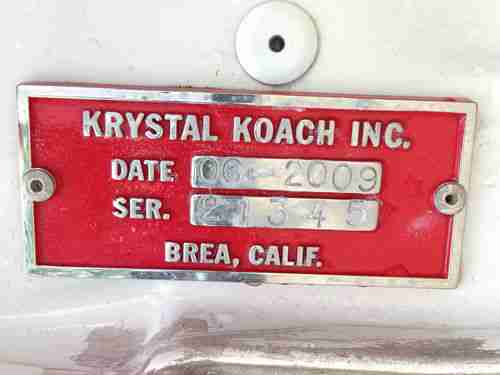 KRYSTAL KOACH INC.
DATE 06-2009
SER. 21345
BREA, CALIF.